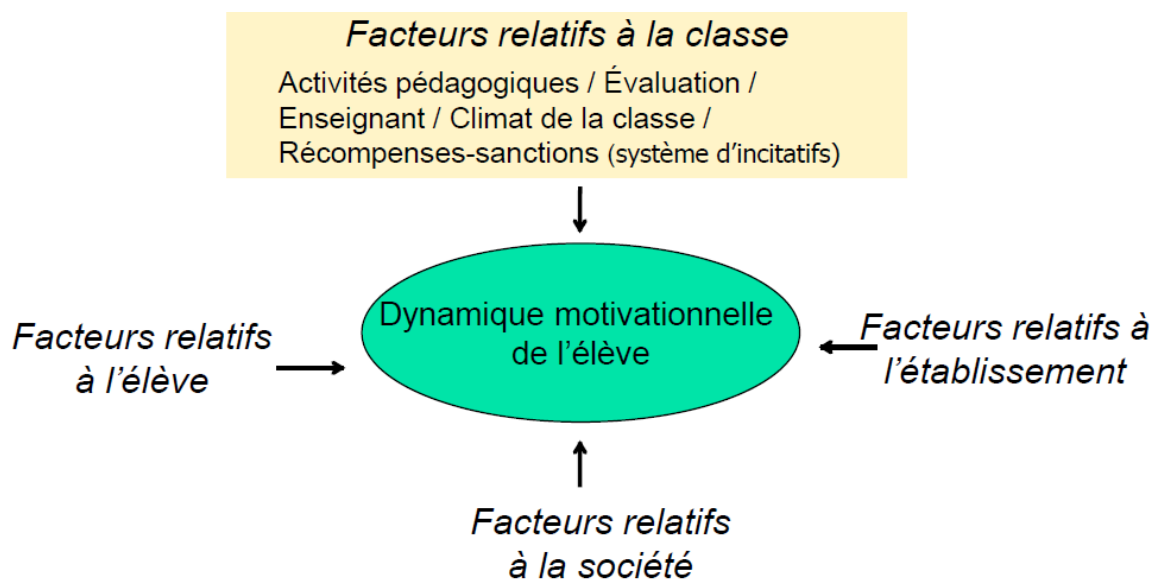 Facteurs relatifs à la classe
Activités pédagogiques / Évaluation /
Enseignant / Climat de la classe /
Récompenses-sanctions (système d’incitatifs)
Dynamique motivationnelle
de l’élève
Facteurs relatifs
à l’élève
Facteurs relatifs à
l’établissement
Facteurs relatifs
à la société